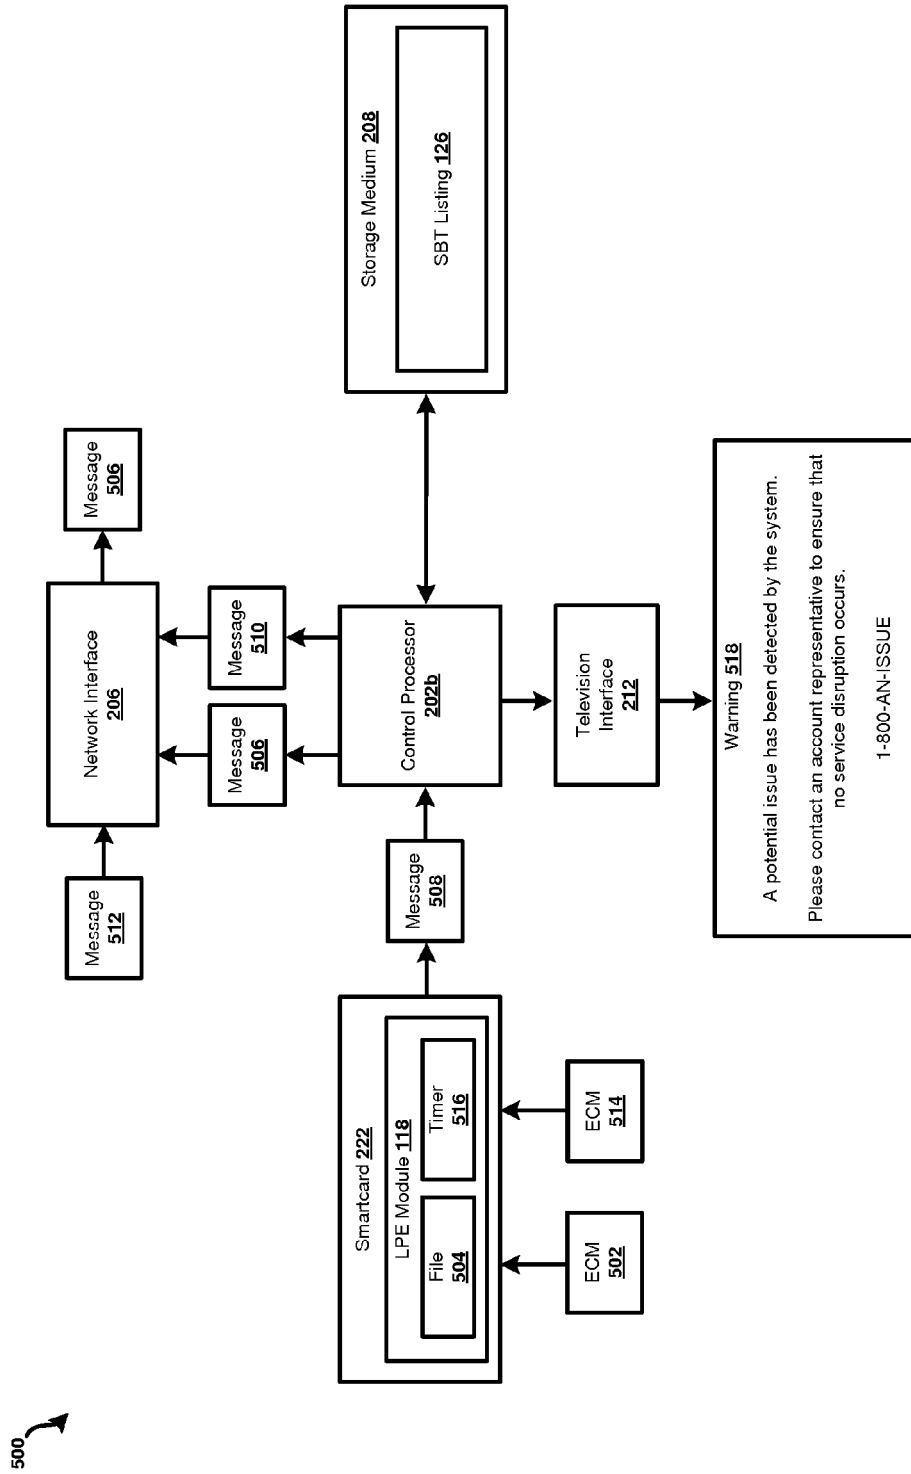 500
Message
512
Network Interface
206
Message
506
Message
506
Message
510
Smartcard 222
LPE Module 118
File
504
Timer
516
ECM
502
ECM
514
Message
508
Control Processor
202b
Storage Medium 208
SBT Listing 126
Television
Interface
212
Warning 518
A potential issue has been detected by the system.
Please contact an account representative to ensure that
no service disruption occurs.
1-800-AN-ISSUE